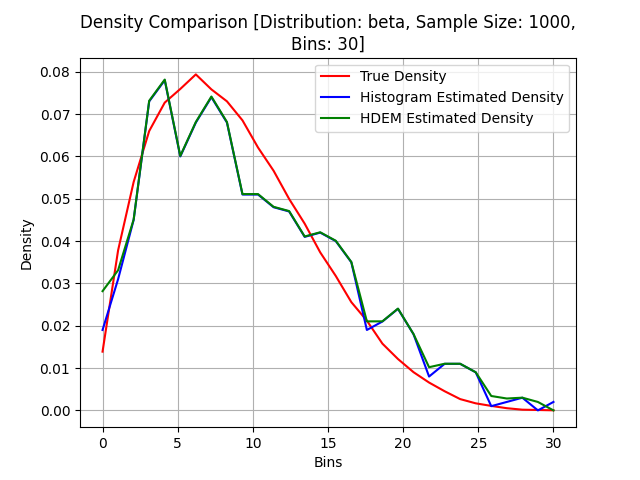 Density Comparison [Distribution: beta, Sample Size: 1000,
Bins: 30]
True Density
Histogram Estimated Density
HDEM Estimated Density
Density
0.08
0.07
0.06
0.05
0.04
0.03
0.02
0.01
0.00
0 5 10 15 20 25 30
Bins